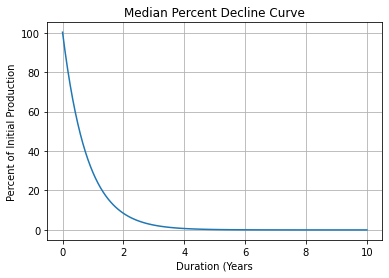 Median Percent Decline Curve
Percent of Initial Production
100
80
60
40
20
0
0 2 4 6 8 10
Duration (Years